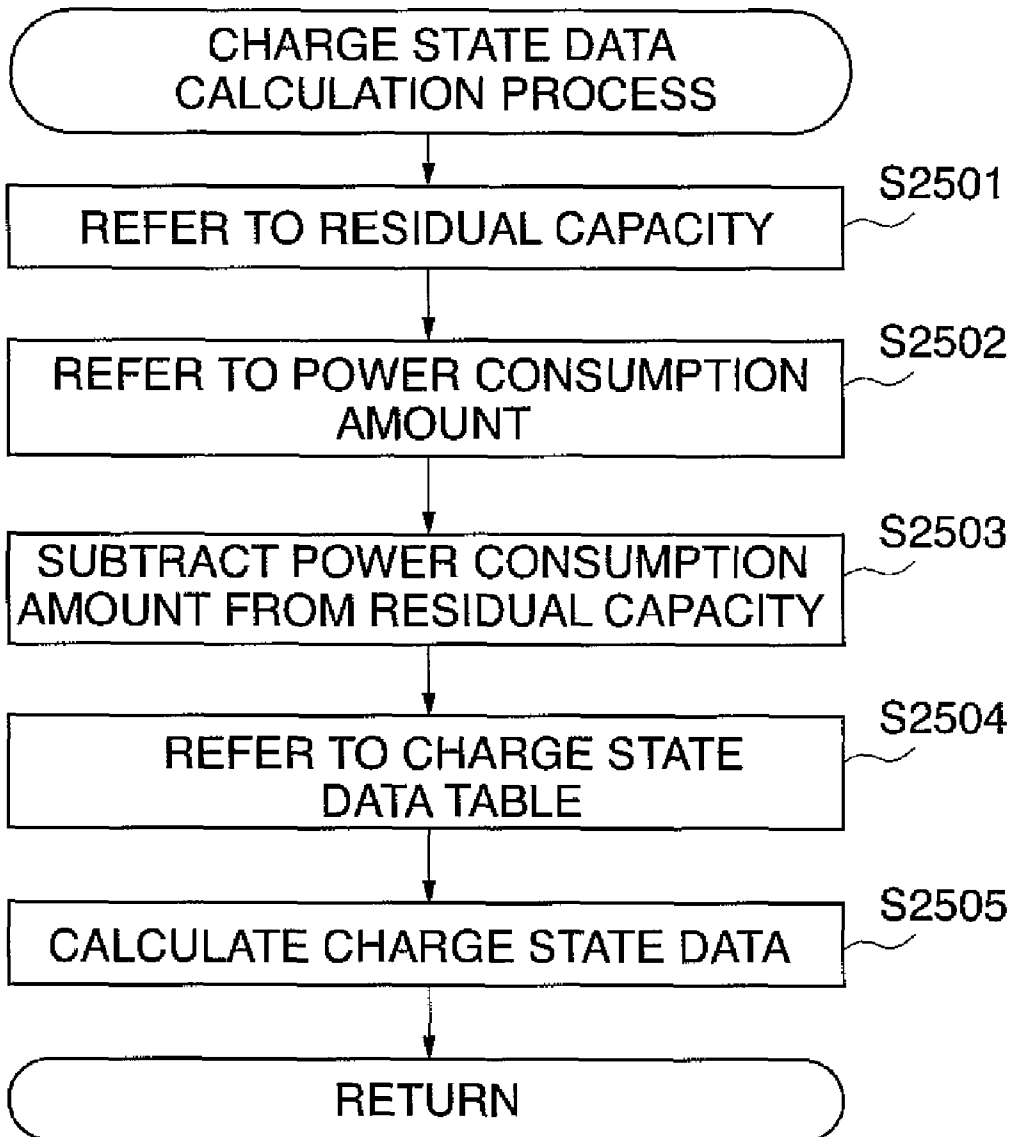 CHARGE STATE DATA
CALCULATION PROCESS
S2501
REFER TO RESIDUAL CAPACITY
S2502
REFER TO POWER CONSUMPTION
AMOUNT
S2503
SUBTRACT POWER CONSUMPTION
AMOUNT FROM RESIDUAL CAPACITY
S2504
REFER TO CHARGE STATE
DATA TABLE
S2505
CALCULATE CHARGE STATE DATA
RETURN